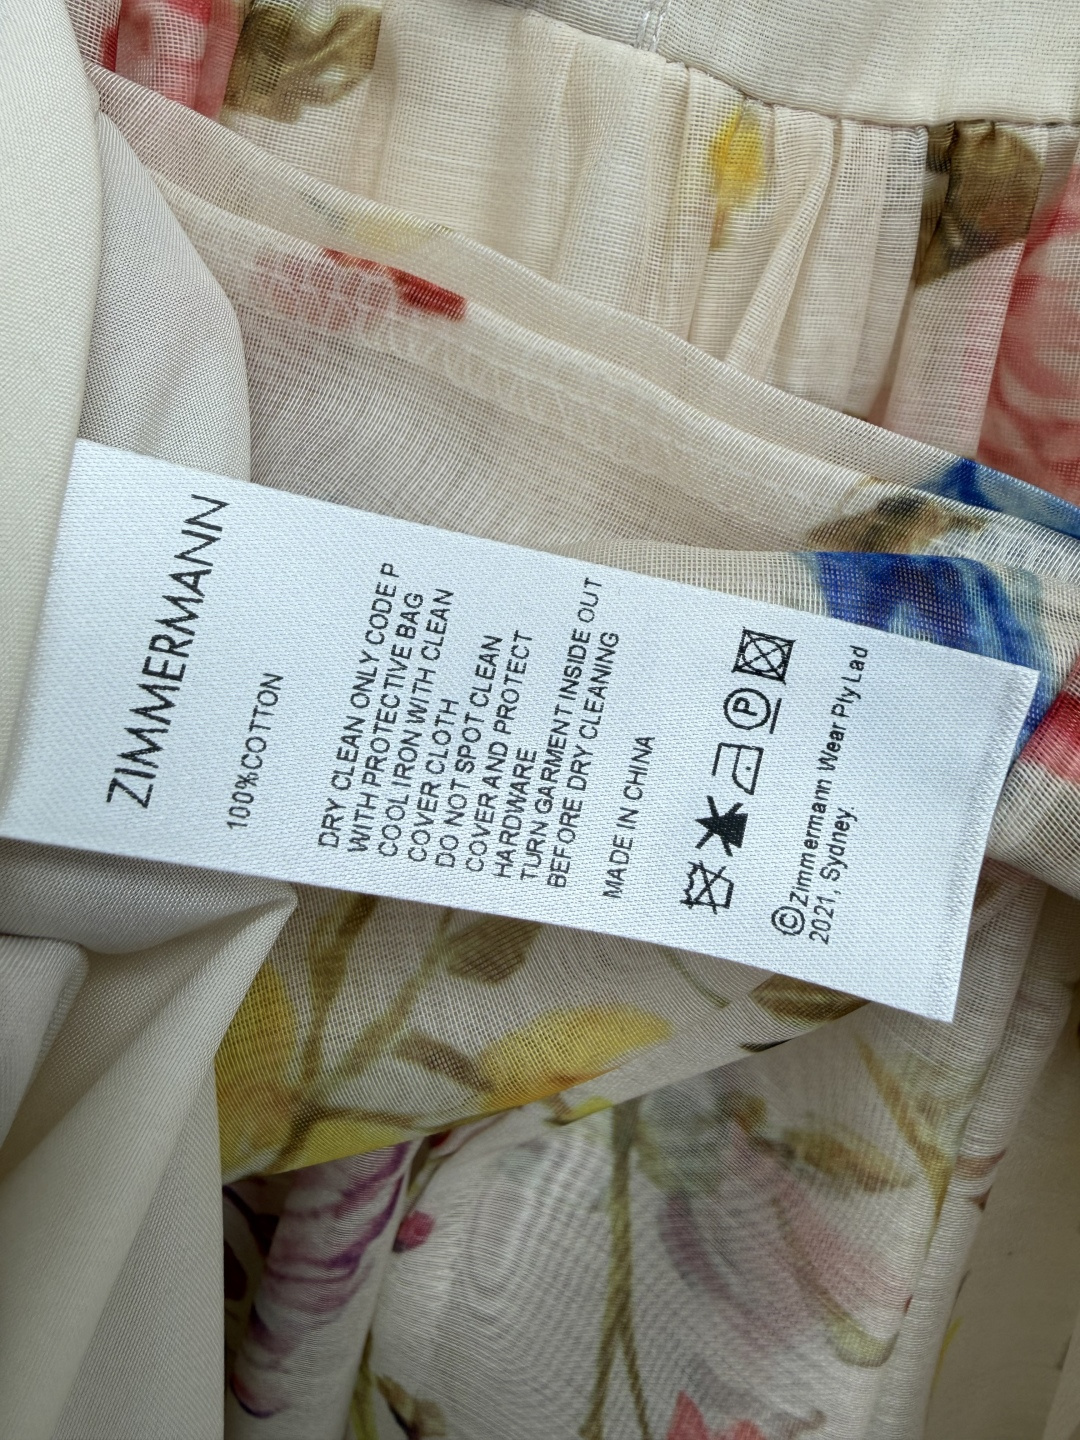 ZIMMERMANN
100%COTTON
DRY CLEAN ONLY CODE P
WITH PROTECTIVE BAG
COOL IRON WITH CLEAN
COVER CLOTH
DO NOT SPOT CLEAN
COVER AND PROTECT
HARDWARE
TURN GARMENT INSIDE OUT
BEFORE DRY CLEANING
MADE IN CHINA
P
©Zimmermann Wear Ply Lad
2021, Sydney.